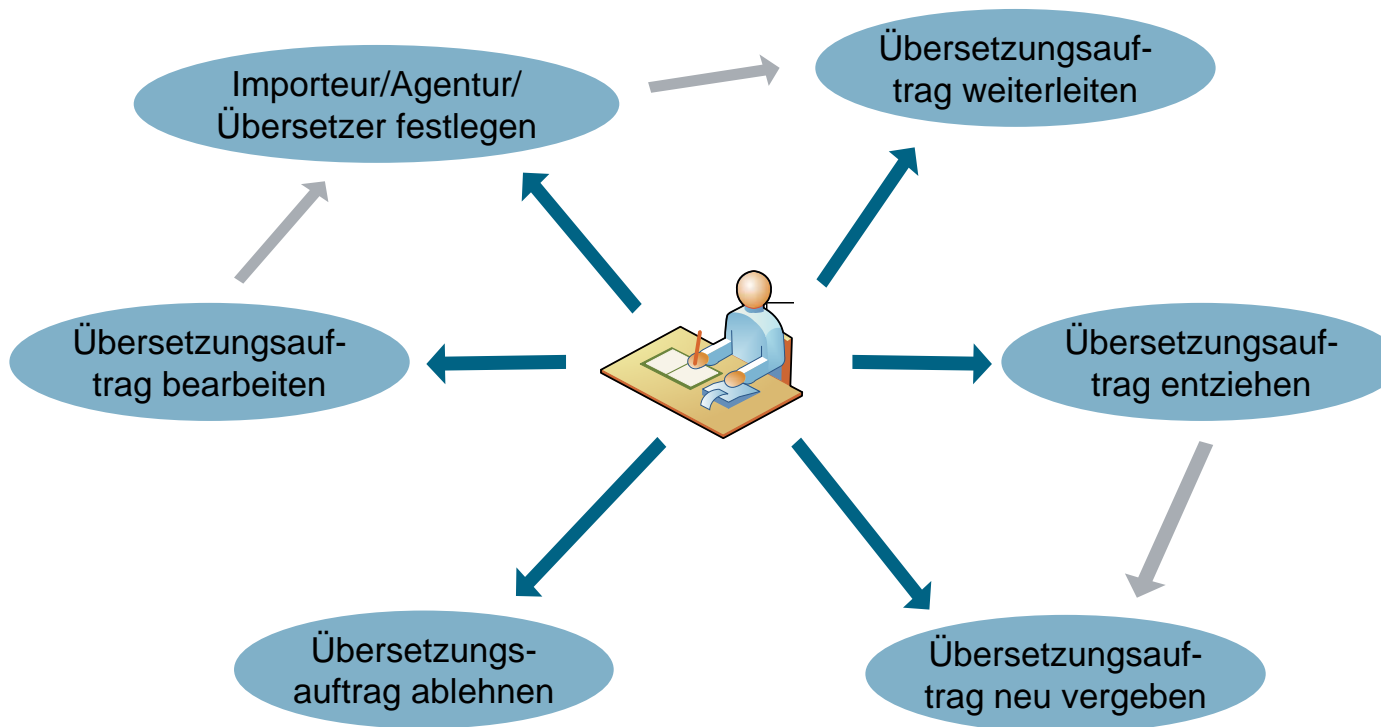 Übersetzungsauf-
trag weiterleiten
Importeur/Agentur/
Übersetzer festlegen
Übersetzungsauf-
trag bearbeiten
Übersetzungsauf-
trag entziehen
Übersetzungs-
auftrag ablehnen
Übersetzungsauf-
trag neu vergeben